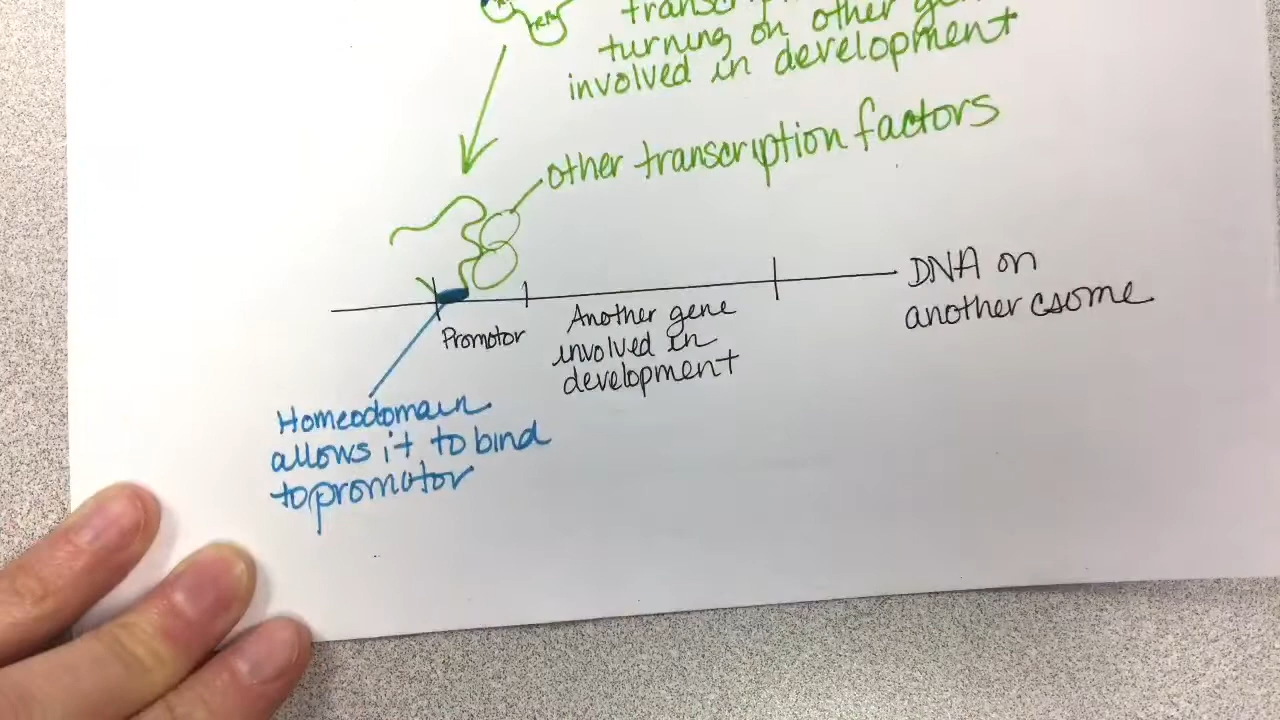 turning on other
involved in development
other transcription factors
DNA on
another csome
Promotor
Another gene
involved in
development
Homeodomain
allows it to bind
to promotor